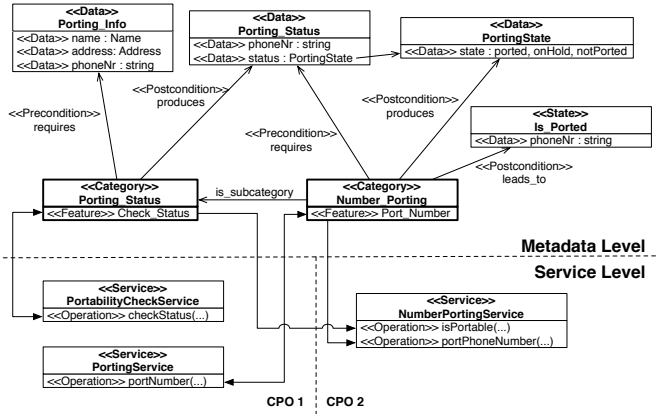 <<Data>>
Porting_Info
<<Data>> name : Name
<<Data>> address: Address
<<Data>> phoneNr : string
<<Data>>
Porting_Status
<<Data>> phoneNr : string
<<Data>> status : PortingState
<<Data>>
PortingState
<<Data>> state : ported, onHold, notPorted
<<Precondition>>
requires
<<Postcondition>>
produces
<<Precondition>>
requires
<<Postcondition>>
produces
<<State>>
Is_Ported
<<Data>> phoneNr : string
<<Postcondition>>
leads_to
<<Category>>
Porting_Status
<<Feature>> Check_Status
is_subcategory
<<Category>>
Number_Porting
<<Feature>> Port_Number
Metadata Level
Service Level
<<Service>>
PortabilityCheckService
<<Operation>> checkStatus(...)
<<Service>>
NumberPortingService
<<Operation>> isPortable(...)
<<Operation>> portPhoneNumber(...)
<<Service>>
PortingService
<<Operation>> portNumber(...)
CPO 1
CPO 2